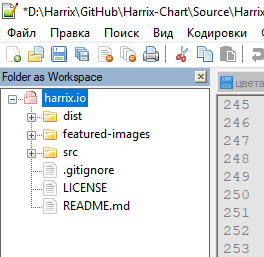 *D:\Harrix\GitHub\Harrix-Chart\Source\Harrix
Файл Правка Поиск Вид Кодировки
Folder as Workspace
цвета
harrix.io
dist
featured-images
src
.gitignore
LICENSE
README.md
245
246
247
248
249
250
251
252
253